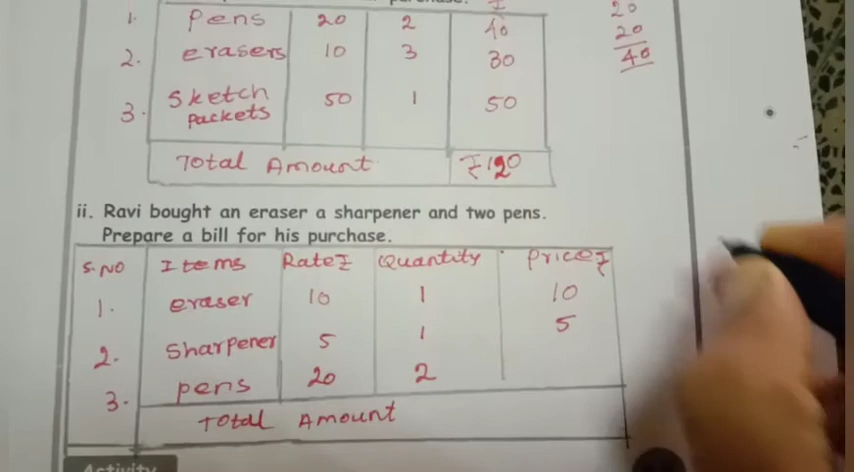 purchase. ₹
1. Pens 20 2 40
2. erasers 10 3 30
3. Sketch packets 50 1 50
Total Amount ₹120
20
20
40
ii. Ravi bought an eraser a sharpener and two pens.
Prepare a bill for his purchase.
S.NO Items Rate₹ Quantity Price₹
1. eraser 10 1 10
2. Sharpener 5 1 5
3. pens 20 2
Total Amount
Activity